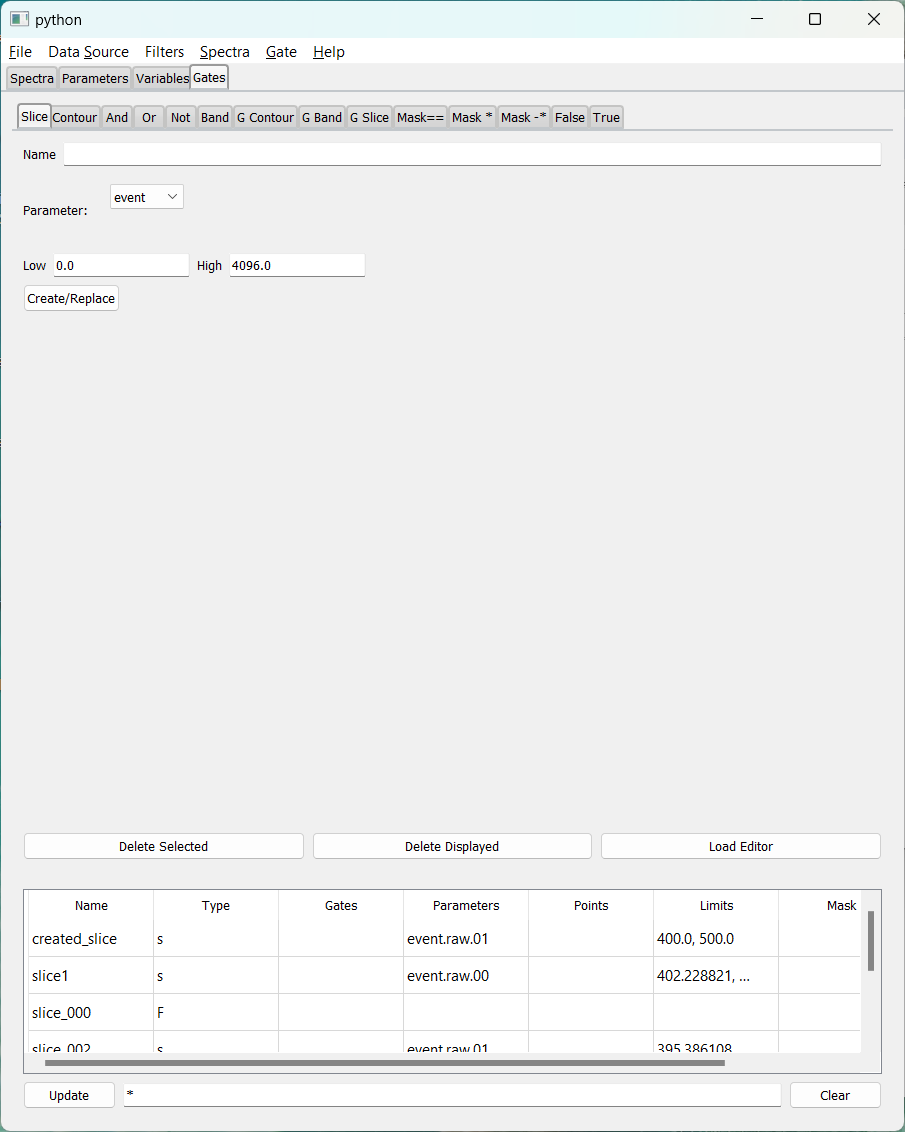 python
File Data Source Filters Spectra Gate Help
Spectra Parameters Variables Gates
Slice Contour And Or Not Band G Contour G Band G Slice Mask== Mask * Mask -* False True
Name
Parameter: event
Low 0.0 High 4096.0
Create/Replace
Delete Selected Delete Displayed Load Editor
Name Type Gates Parameters Points Limits Mask
created_slice s event.raw.01 400.0, 500.0
slice1 s event.raw.00 402.228821, ...
slice_000 F
slice_002 s event.raw.01 395.386108
Update * Clear